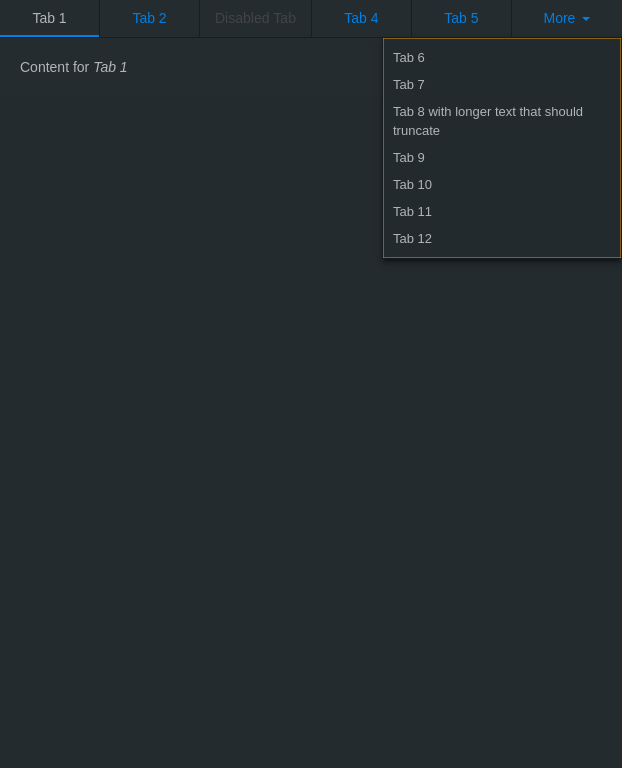 Tab 1
Tab 2
Disabled Tab
Tab 4
Tab 5
More
Content for Tab 1
Tab 6
Tab 7
Tab 8 with longer text that should
truncate
Tab 9
Tab 10
Tab 11
Tab 12